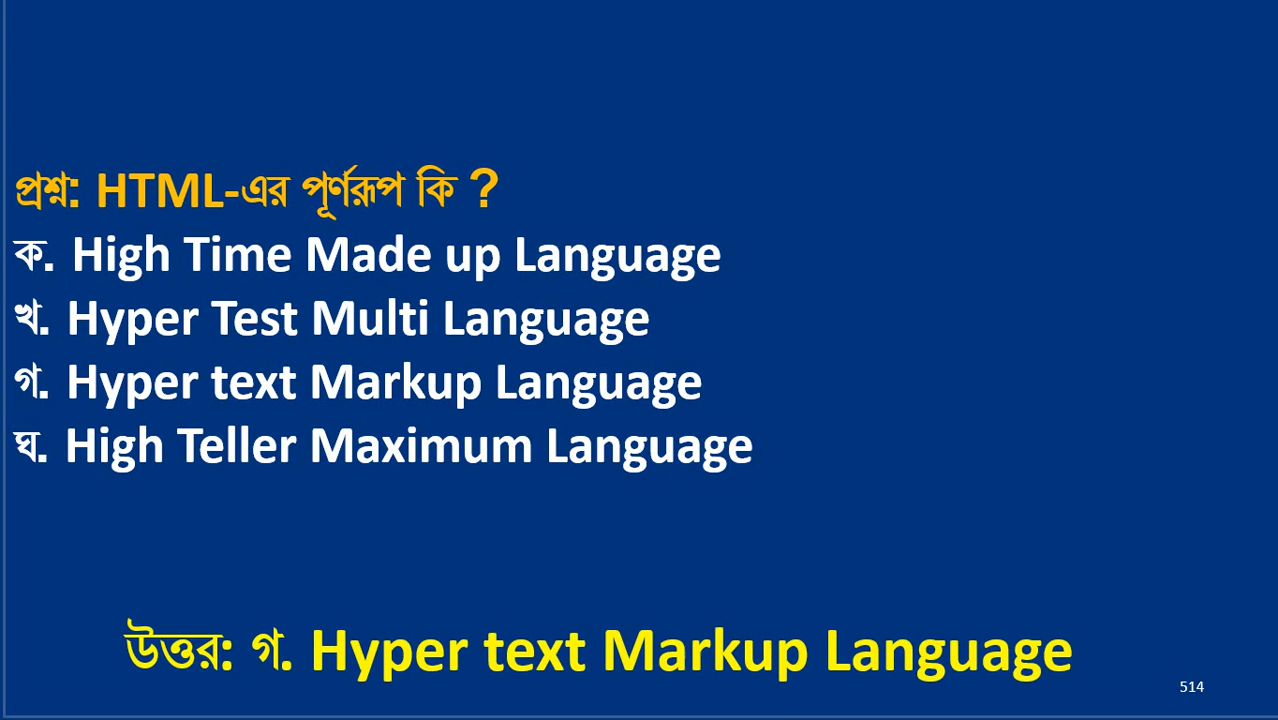 প্রশ্ন: HTML-এর পূর্ণরূপ কি ?
ক. High Time Made up Language
খ. Hyper Test Multi Language
গ. Hyper text Markup Language
ঘ. High Teller Maximum Language
উত্তর: গ. Hyper text Markup Language
514